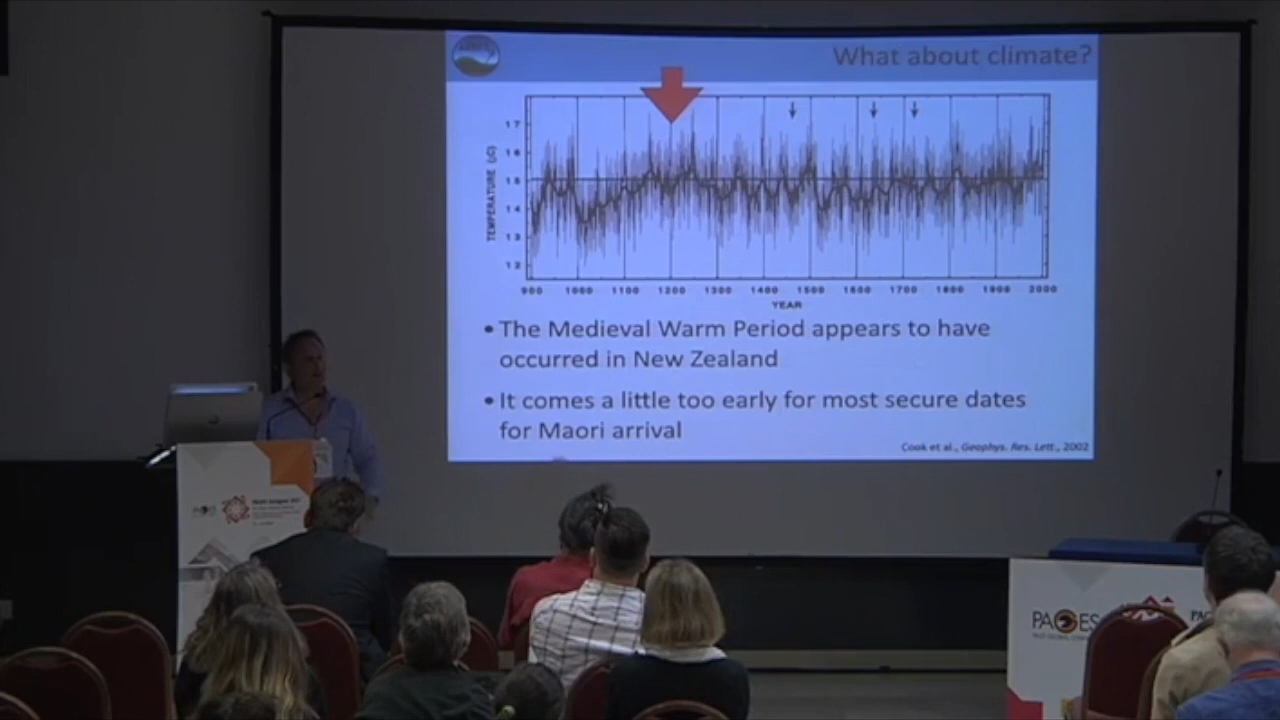 What about climate?
17
16
15
14
13
12
TEMPERATURE
900 1000 1100 1200 1300 1400 1500 1600 1700 1800 1900 2000
YEAR
• The Medieval Warm Period appears to have
occurred in New Zealand
• It comes a little too early for most secure dates
for Maori arrival
Cook et al., Geophys. Res. Lett., 2002
PAGES